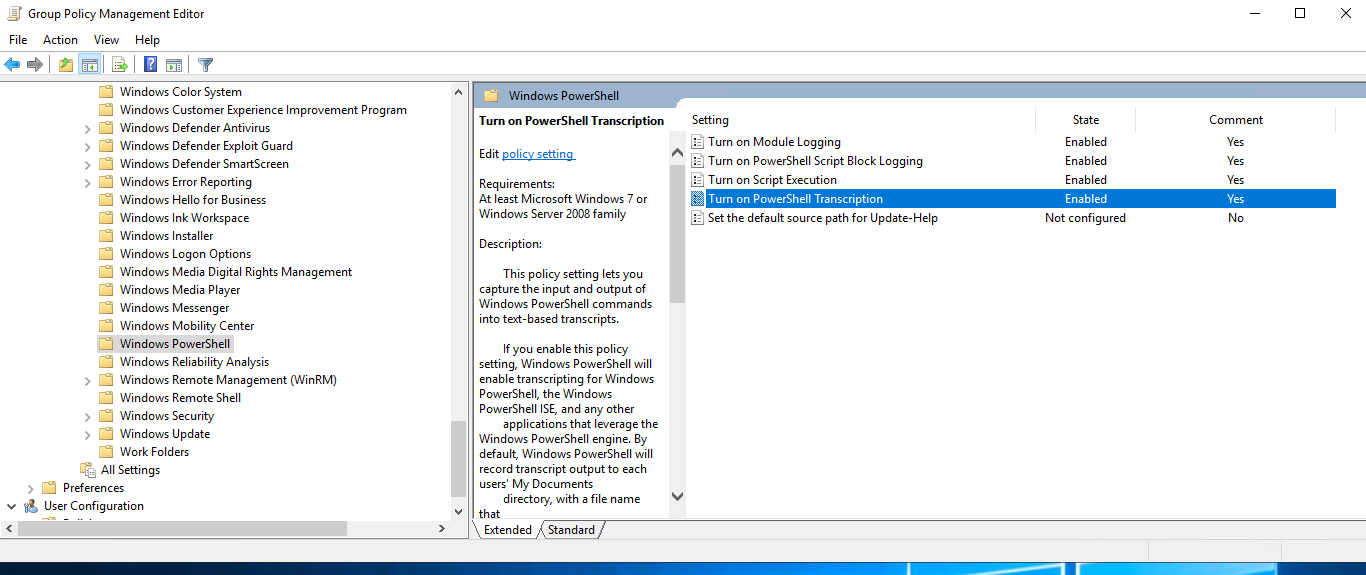 Group Policy Management Editor
File Action View Help
Windows Color System
Windows Customer Experience Improvement Program
Windows Defender Antivirus
Windows Defender Exploit Guard
Windows Defender SmartScreen
Windows Error Reporting
Windows Hello for Business
Windows Ink Workspace
Windows Installer
Windows Logon Options
Windows Media Digital Rights Management
Windows Media Player
Windows Messenger
Windows Mobility Center
Windows PowerShell
Windows Reliability Analysis
Windows Remote Management (WinRM)
Windows Remote Shell
Windows Security
Windows Update
Work Folders
All Settings
Preferences
User Configuration
Windows PowerShell
Turn on PowerShell Transcription
Edit policy setting
Requirements:
At least Microsoft Windows 7 or
Windows Server 2008 family
Description:
This policy setting lets you
capture the input and output of
Windows PowerShell commands
into text-based transcripts.
If you enable this policy
setting, Windows PowerShell will
enable transcripting for Windows
PowerShell, the Windows
PowerShell ISE, and any other
applications that leverage the
Windows PowerShell engine. By
default, Windows PowerShell will
record transcript output to each
users' My Documents
directory, with a file name
that
Setting State Comment
Turn on Module Logging Enabled Yes
Turn on PowerShell Script Block Logging Enabled Yes
Turn on Script Execution Enabled Yes
Turn on PowerShell Transcription Enabled Yes
Set the default source path for Update-Help Not configured No
Extended Standard